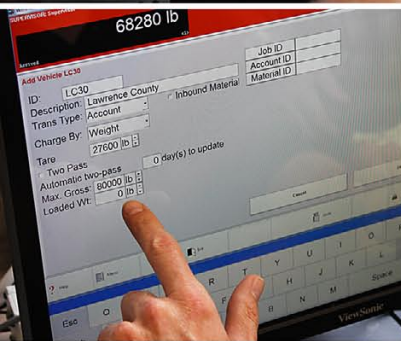 68280 lb
Add Vehicle LC30
ID: LC30
Description: Lawrence County
Trans Type: Account
Inbound Material
Charge By: Weight
Job ID
Account ID
Material ID
Tare 27600 lb
Two Pass
Automatic two-pass 0 day(s) to update
Max. Gross: 80000 lb
Loaded Wt: 0 lb
Cancel
Esc Q R T Y U I O
F H J K L
B N M Space
ViewSonic